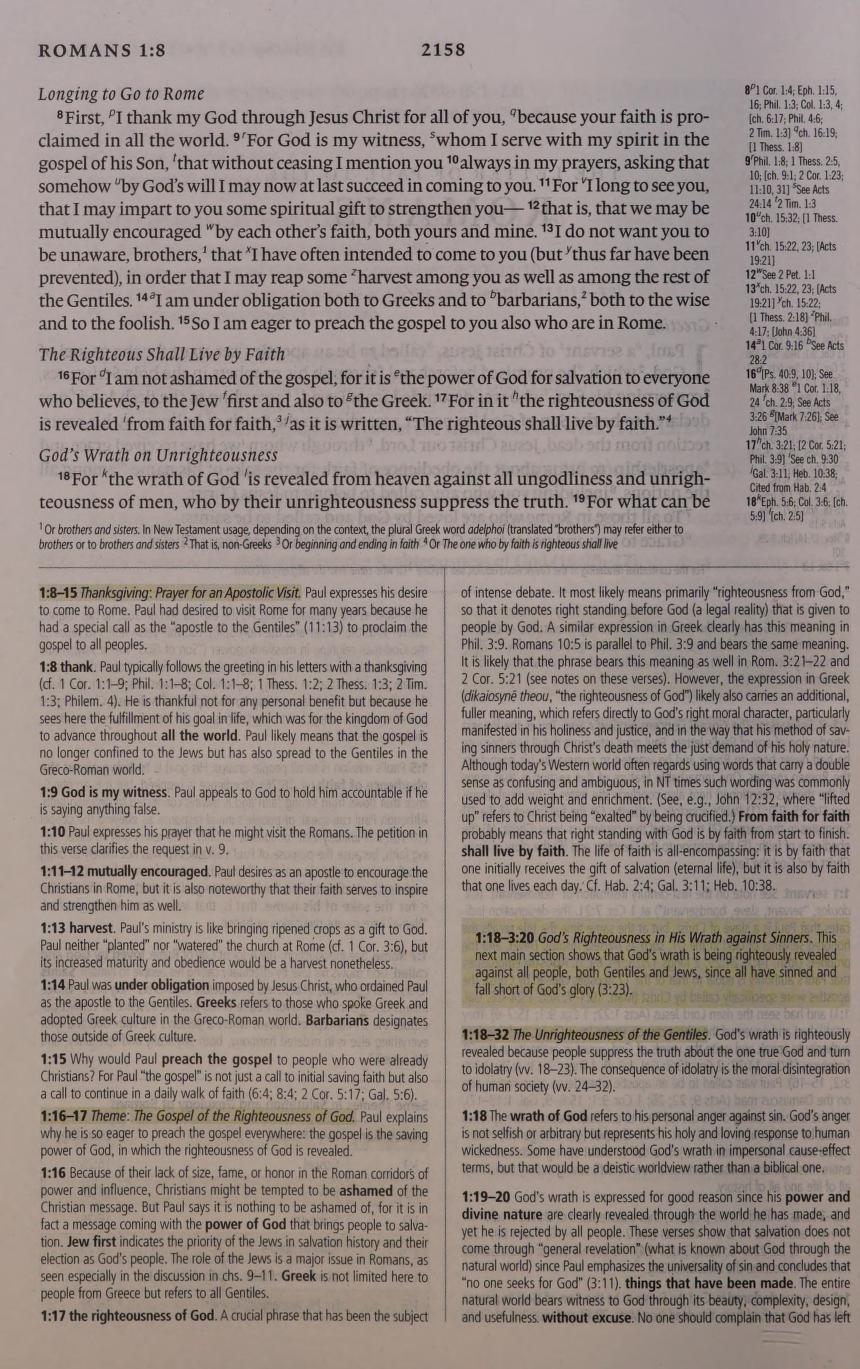 ROMANS 1:8
2158
Longing to Go to Rome
8 First, pI thank my God through Jesus Christ for all of you, qbecause your faith is pro-
claimed in all the world. 9 rFor God is my witness, swhom I serve with my spirit in the
gospel of his Son, tthat without ceasing I mention you 10 always in my prayers, asking that
somehow uby God's will I may now at last succeed in coming to you. 11 For vI long to see you,
that I may impart to you some spiritual gift to strengthen you— 12 that is, that we may be
mutually encouraged wby each other's faith, both yours and mine. 13 I do not want you to
be unaware, brothers,1 that xI have often intended to come to you (but ythus far have been
prevented), in order that I may reap some zharvest among you as well as among the rest of
the Gentiles. 14 aI am under obligation both to Greeks and to bbarbarians,2 both to the wise
and to the foolish. 15 So I am eager to preach the gospel to you also who are in Rome.
The Righteous Shall Live by Faith
16 For dI am not ashamed of the gospel, for it is ethe power of God for salvation to everyone
who believes, to the Jew ffirst and also to gthe Greek. 17 For in it hthe righteousness of God
is revealed ifrom faith for faith,3 jas it is written, “The righteous shall live by faith.”4
God's Wrath on Unrighteousness
18 For kthe wrath of God lis revealed from heaven against all ungodliness and unrigh-
teousness of men, who by their unrighteousness suppress the truth. 19 For what can be
1 Or brothers and sisters. In New Testament usage, depending on the context, the plural Greek word adelphoi (translated “brothers”) may refer either to
brothers or to brothers and sisters 2 That is, non-Greeks 3 Or beginning and ending in faith 4 Or The one who by faith is righteous shall live
8 p1 Cor. 1:4; Eph. 1:15,
16; Phil. 1:3; Col. 1:3, 4;
[ch. 6:17; Phil. 4:6;
2 Tim. 1:3] qch. 16:19;
[1 Thess. 1:8]
9 rPhil. 1:8; 1 Thess. 2:5,
10; [ch. 9:1; 2 Cor. 1:23;
11:10, 31] sSee Acts
24:14 t2 Tim. 1:3
10 uch. 15:32; [1 Thess.
3:10]
11 vch. 15:22, 23; [Acts
19:21]
12 wSee 2 Pet. 1:1
13 xch. 15:22, 23; [Acts
19:21] ych. 15:22;
[1 Thess. 2:18] zPhil.
4:17; [John 4:36]
14 a1 Cor. 9:16 bSee Acts
28:2
16 d[Ps. 40:9, 10]; See
Mark 8:38 e1 Cor. 1:18,
24 fch. 2:9; See Acts
3:26 g[Mark 7:26]; See
John 7:35
17 hch. 3:21; [2 Cor. 5:21;
Phil. 3:9] iSee ch. 9:30
jGal. 3:11; Heb. 10:38;
Cited from Hab. 2:4
18 kEph. 5:6; Col. 3:6; [ch.
5:9] l[ch. 2:5]
1:8–15 Thanksgiving: Prayer for an Apostolic Visit. Paul expresses his desire
to come to Rome. Paul had desired to visit Rome for many years because he
had a special call as the “apostle to the Gentiles” (11:13) to proclaim the
gospel to all peoples.
1:8 thank. Paul typically follows the greeting in his letters with a thanksgiving
(cf. 1 Cor. 1:1–9; Phil. 1:1–8; Col. 1:1–8; 1 Thess. 1:2; 2 Thess. 1:3; 2 Tim.
1:3; Philem. 4). He is thankful not for any personal benefit but because he
sees here the fulfillment of his goal in life, which was for the kingdom of God
to advance throughout all the world. Paul likely means that the gospel is
no longer confined to the Jews but has also spread to the Gentiles in the
Greco-Roman world.
1:9 God is my witness. Paul appeals to God to hold him accountable if he
is saying anything false.
1:10 Paul expresses his prayer that he might visit the Romans. The petition in
this verse clarifies the request in v. 9.
1:11–12 mutually encouraged. Paul desires as an apostle to encourage the
Christians in Rome, but it is also noteworthy that their faith serves to inspire
and strengthen him as well.
1:13 harvest. Paul's ministry is like bringing ripened crops as a gift to God.
Paul neither “planted” nor “watered” the church at Rome (cf. 1 Cor. 3:6), but
its increased maturity and obedience would be a harvest nonetheless.
1:14 Paul was under obligation imposed by Jesus Christ, who ordained Paul
as the apostle to the Gentiles. Greeks refers to those who spoke Greek and
adopted Greek culture in the Greco-Roman world. Barbarians designates
those outside of Greek culture.
1:15 Why would Paul preach the gospel to people who were already
Christians? For Paul “the gospel” is not just a call to initial saving faith but also
a call to continue in a daily walk of faith (6:4; 8:4; 2 Cor. 5:17; Gal. 5:6).
1:16–17 Theme: The Gospel of the Righteousness of God. Paul explains
why he is so eager to preach the gospel everywhere: the gospel is the saving
power of God, in which the righteousness of God is revealed.
1:16 Because of their lack of size, fame, or honor in the Roman corridors of
power and influence, Christians might be tempted to be ashamed of the
Christian message. But Paul says it is nothing to be ashamed of, for it is in
fact a message coming with the power of God that brings people to salva-
tion. Jew first indicates the priority of the Jews in salvation history and their
election as God's people. The role of the Jews is a major issue in Romans, as
seen especially in the discussion in chs. 9–11. Greek is not limited here to
people from Greece but refers to all Gentiles.
1:17 the righteousness of God. A crucial phrase that has been the subject
of intense debate. It most likely means primarily “righteousness from God,”
so that it denotes right standing before God (a legal reality) that is given to
people by God. A similar expression in Greek clearly has this meaning in
Phil. 3:9. Romans 10:5 is parallel to Phil. 3:9 and bears the same meaning.
It is likely that the phrase bears this meaning as well in Rom. 3:21–22 and
2 Cor. 5:21 (see notes on these verses). However, the expression in Greek
(dikaiosynē theou, “the righteousness of God”) likely also carries an additional,
fuller meaning, which refers directly to God's right moral character, particularly
manifested in his holiness and justice, and in the way that his method of sav-
ing sinners through Christ's death meets the just demand of his holy nature.
Although today's Western world often regards using words that carry a double
sense as confusing and ambiguous, in NT times such wording was commonly
used to add weight and enrichment. (See, e.g., John 12:32, where “lifted
up” refers to Christ being “exalted” by being crucified.) From faith for faith
probably means that right standing with God is by faith from start to finish.
shall live by faith. The life of faith is all-encompassing: it is by faith that
one initially receives the gift of salvation (eternal life), but it is also by faith
that one lives each day. Cf. Hab. 2:4; Gal. 3:11; Heb. 10:38.
1:18–3:20 God's Righteousness in His Wrath against Sinners. This
next main section shows that God's wrath is being righteously revealed
against all people, both Gentiles and Jews, since all have sinned and
fall short of God's glory (3:23).
1:18–32 The Unrighteousness of the Gentiles. God's wrath is righteously
revealed because people suppress the truth about the one true God and turn
to idolatry (vv. 18–23). The consequence of idolatry is the moral disintegration
of human society (vv. 24–32).
1:18 The wrath of God refers to his personal anger against sin. God's anger
is not selfish or arbitrary but represents his holy and loving response to human
wickedness. Some have understood God's wrath in impersonal cause-effect
terms, but that would be a deistic worldview rather than a biblical one.
1:19–20 God's wrath is expressed for good reason since his power and
divine nature are clearly revealed through the world he has made, and
yet he is rejected by all people. These verses show that salvation does not
come through “general revelation” (what is known about God through the
natural world) since Paul emphasizes the universality of sin and concludes that
“no one seeks for God” (3:11). things that have been made. The entire
natural world bears witness to God through its beauty, complexity, design,
and usefulness. without excuse. No one should complain that God has left